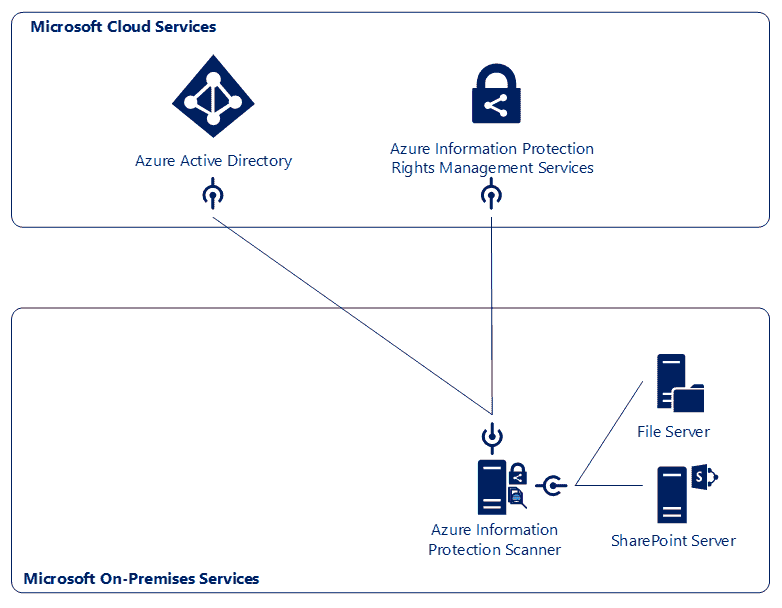 Microsoft Cloud Services
Azure Active Directory
Azure Information Protection
Rights Management Services
File Server
S
Azure Information
Protection Scanner
SharePoint Server
Microsoft On-Premises Services